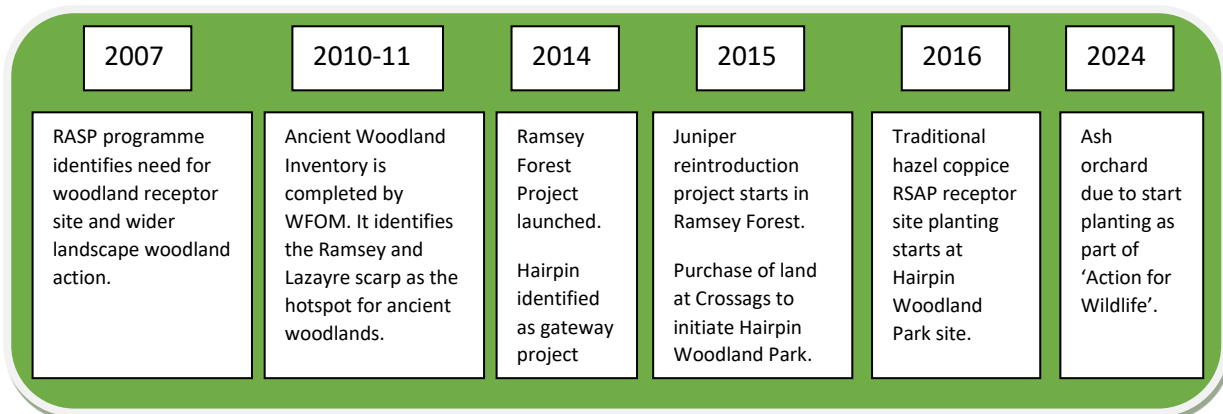 2007
RASP programme
identifies need for
woodland receptor
site and wider
landscape woodland
action.
2010-11
Ancient Woodland
Inventory is
completed by
WFOM. It identifies
the Ramsey and
Lazayre scarp as the
hotspot for ancient
woodlands.
2014
Ramsey
Forest
Project
launched.
Hairpin
identified
as gateway
project
2015
Juniper
reintroduction
project starts in
Ramsey Forest.
Purchase of land
at Crossags to
initiate Hairpin
Woodland Park.
2016
Traditional
hazel coppice
RSAP receptor
site planting
starts at
Hairpin
Woodland
Park site.
2024
Ash
orchard
due to start
planting as
part of
‘Action for
Wildlife’.